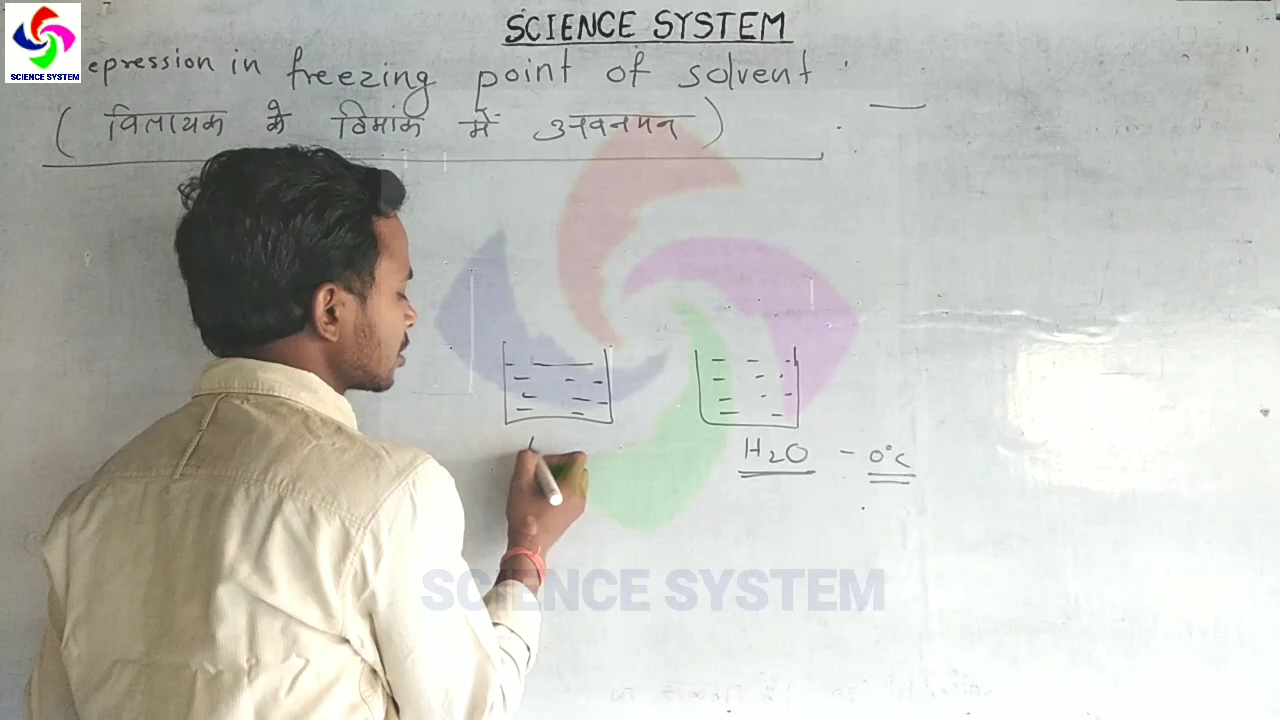 SCIENCE SYSTEM
SCIENCE SYSTEM
epression in freezing point of solvent
( विलायक के हिमांक में अवनमन )
H₂O - 0°C
SCIENCE SYSTEM